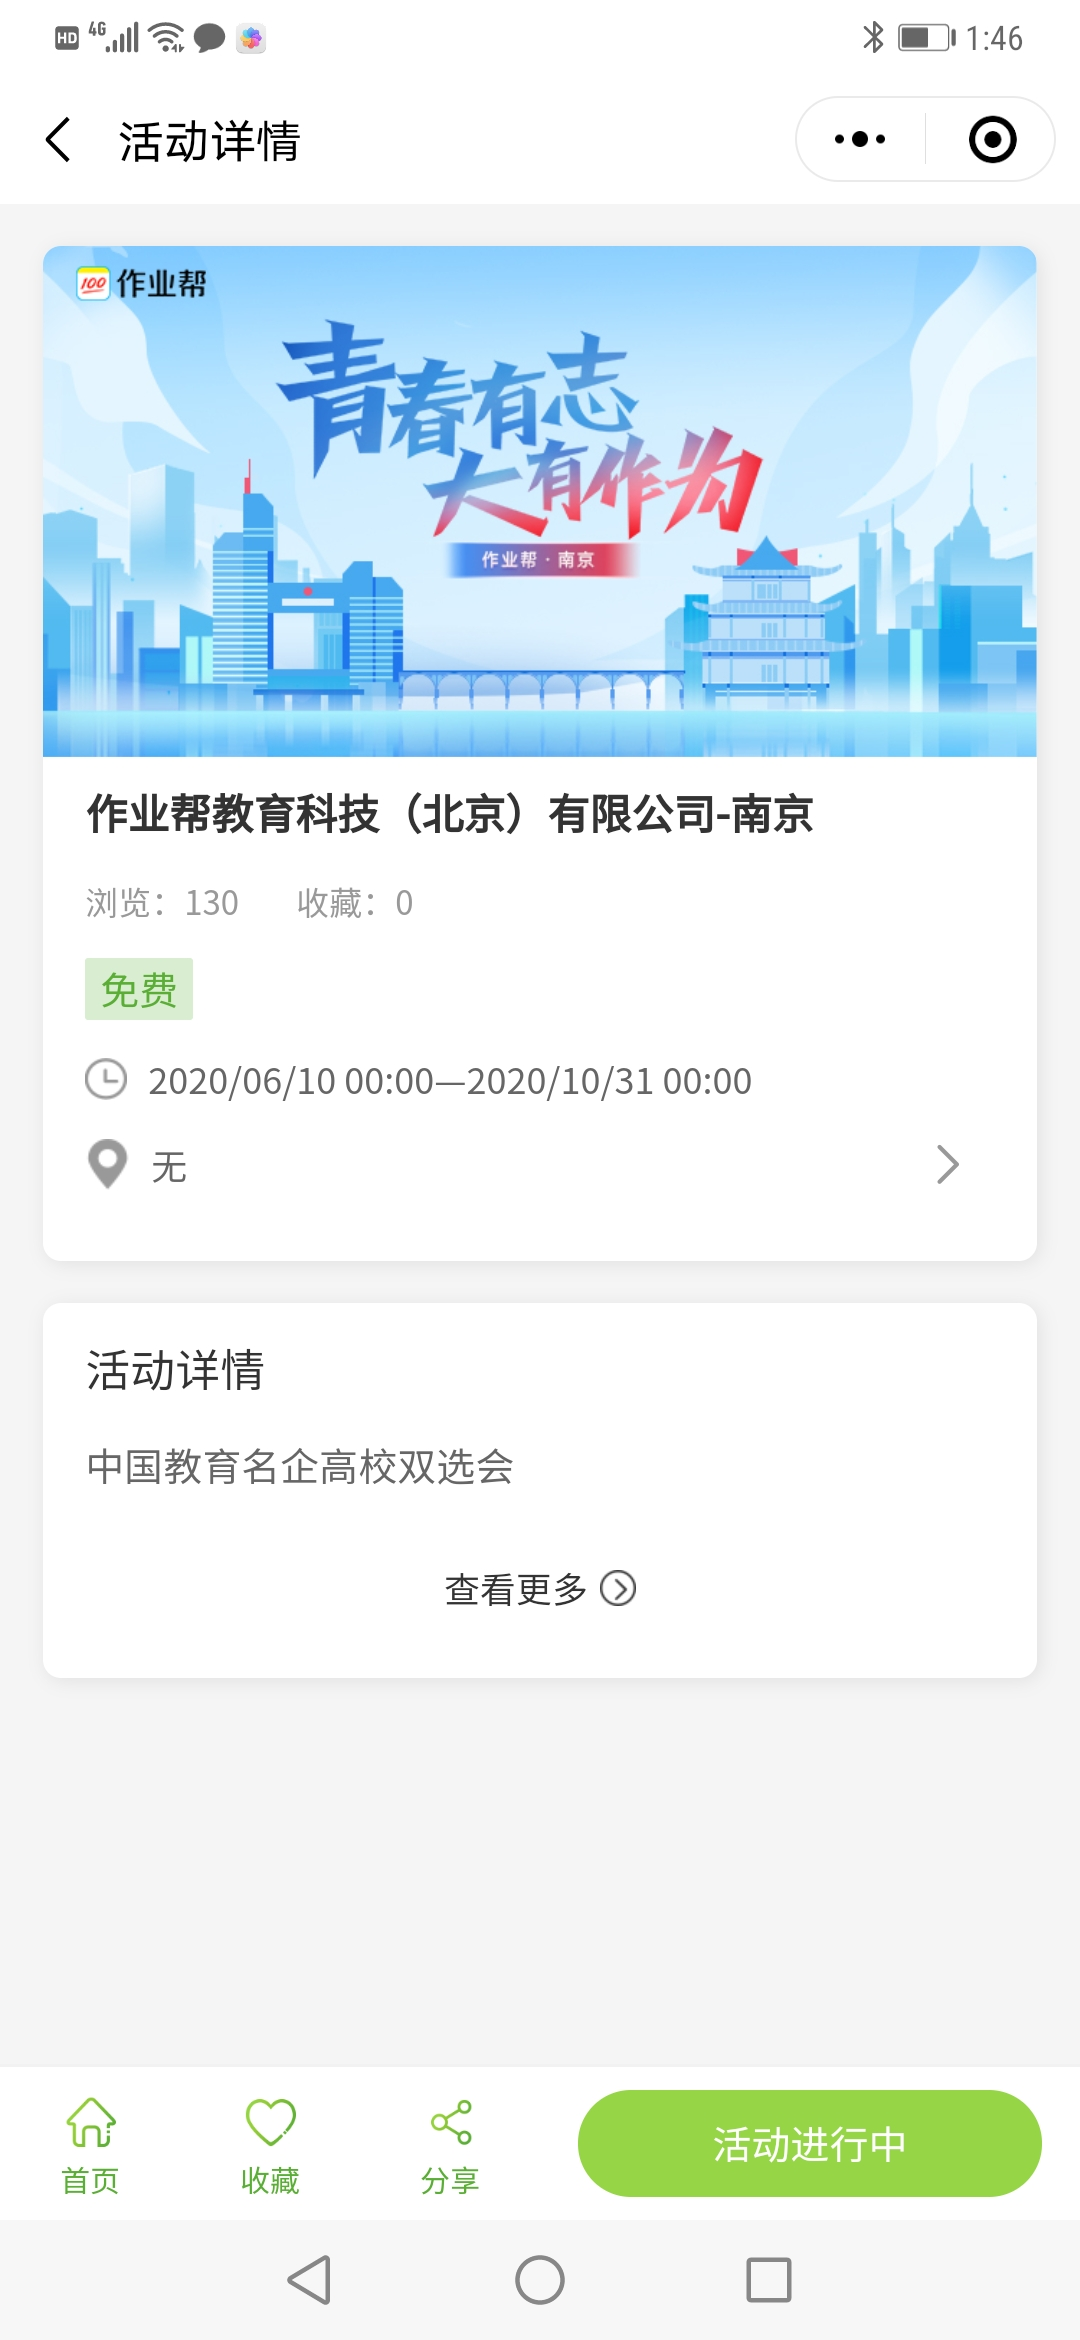 HD 4G 1:46
活动详情
100 作业帮
青春有志
大有作为
作业帮·南京
作业帮教育科技（北京）有限公司-南京
浏览：130 收藏：0
免费
2020/06/10 00:00—2020/10/31 00:00
无
活动详情
中国教育名企高校双选会
查看更多
首页 收藏 分享 活动进行中